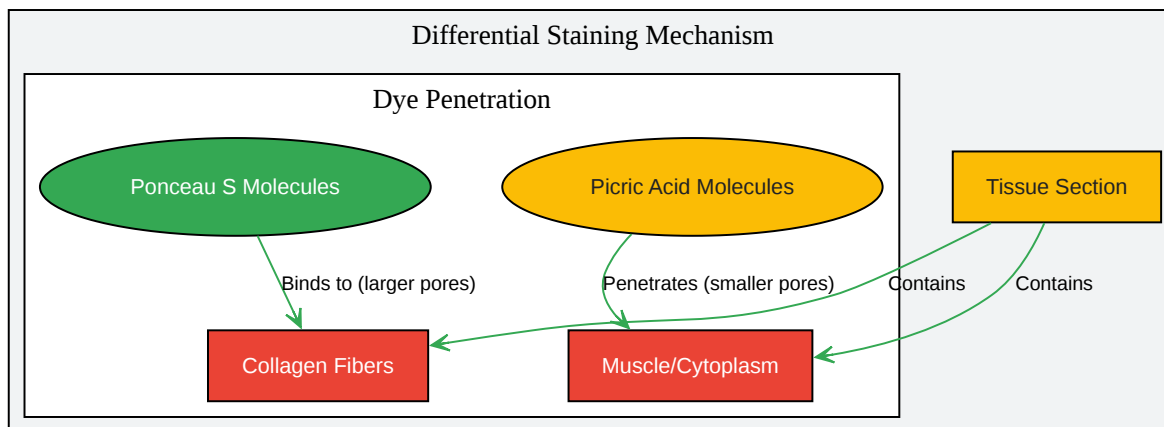 Differential Staining Mechanism
Dye Penetration
Ponceau S Molecules
Picric Acid Molecules
Tissue Section
Binds to (larger pores)
Penetrates (smaller pores)
Contains
Contains
Collagen Fibers
Muscle/Cytoplasm